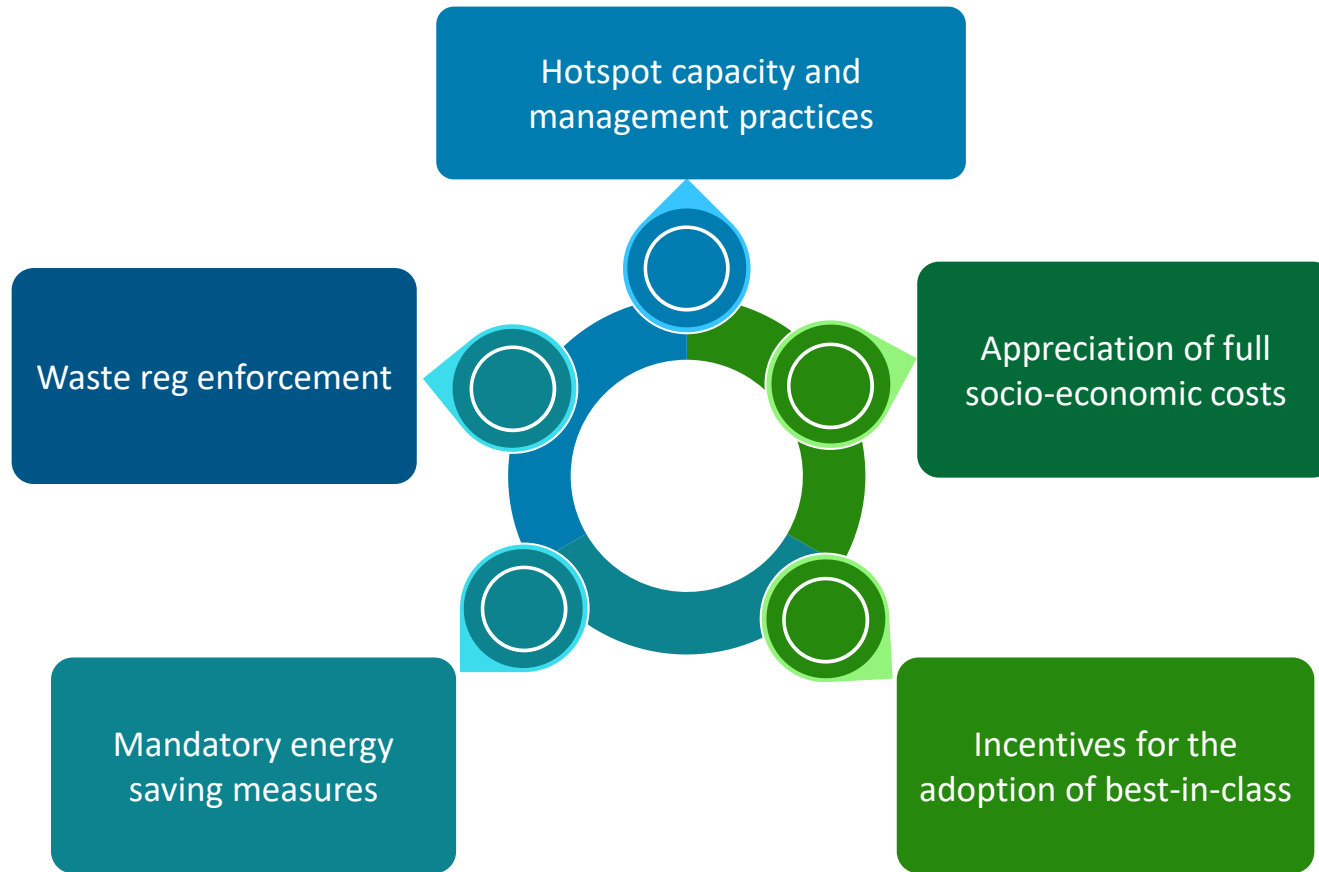 Hotspot capacity and
management practices
Waste reg enforcement
Appreciation of full
socio-economic costs
Mandatory energy
saving measures
Incentives for the
adoption of best-in-class